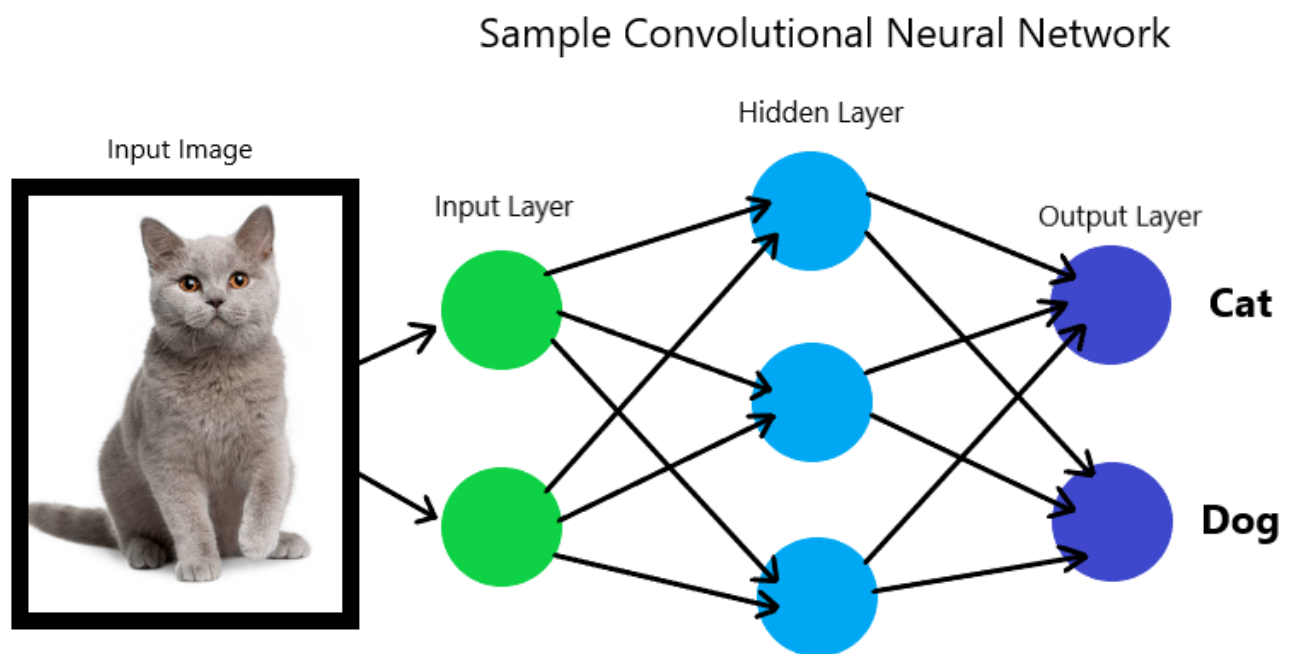 Sample Convolutional Neural Network
Hidden Layer
Input Image
Input Layer
Output Layer
Cat
Dog